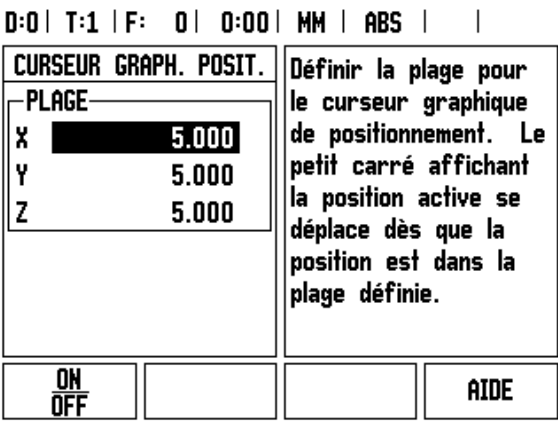 D:0 | T:1 | F: 0 | 0:00 | MM | ABS | |
CURSEUR GRAPH. POSIT.
PLAGE
X 5.000
Y 5.000
Z 5.000
Définir la plage pour
le curseur graphique
de positionnement. Le
petit carré affichant
la position active se
déplace dès que la
position est dans la
plage définie.
ON
OFF
AIDE